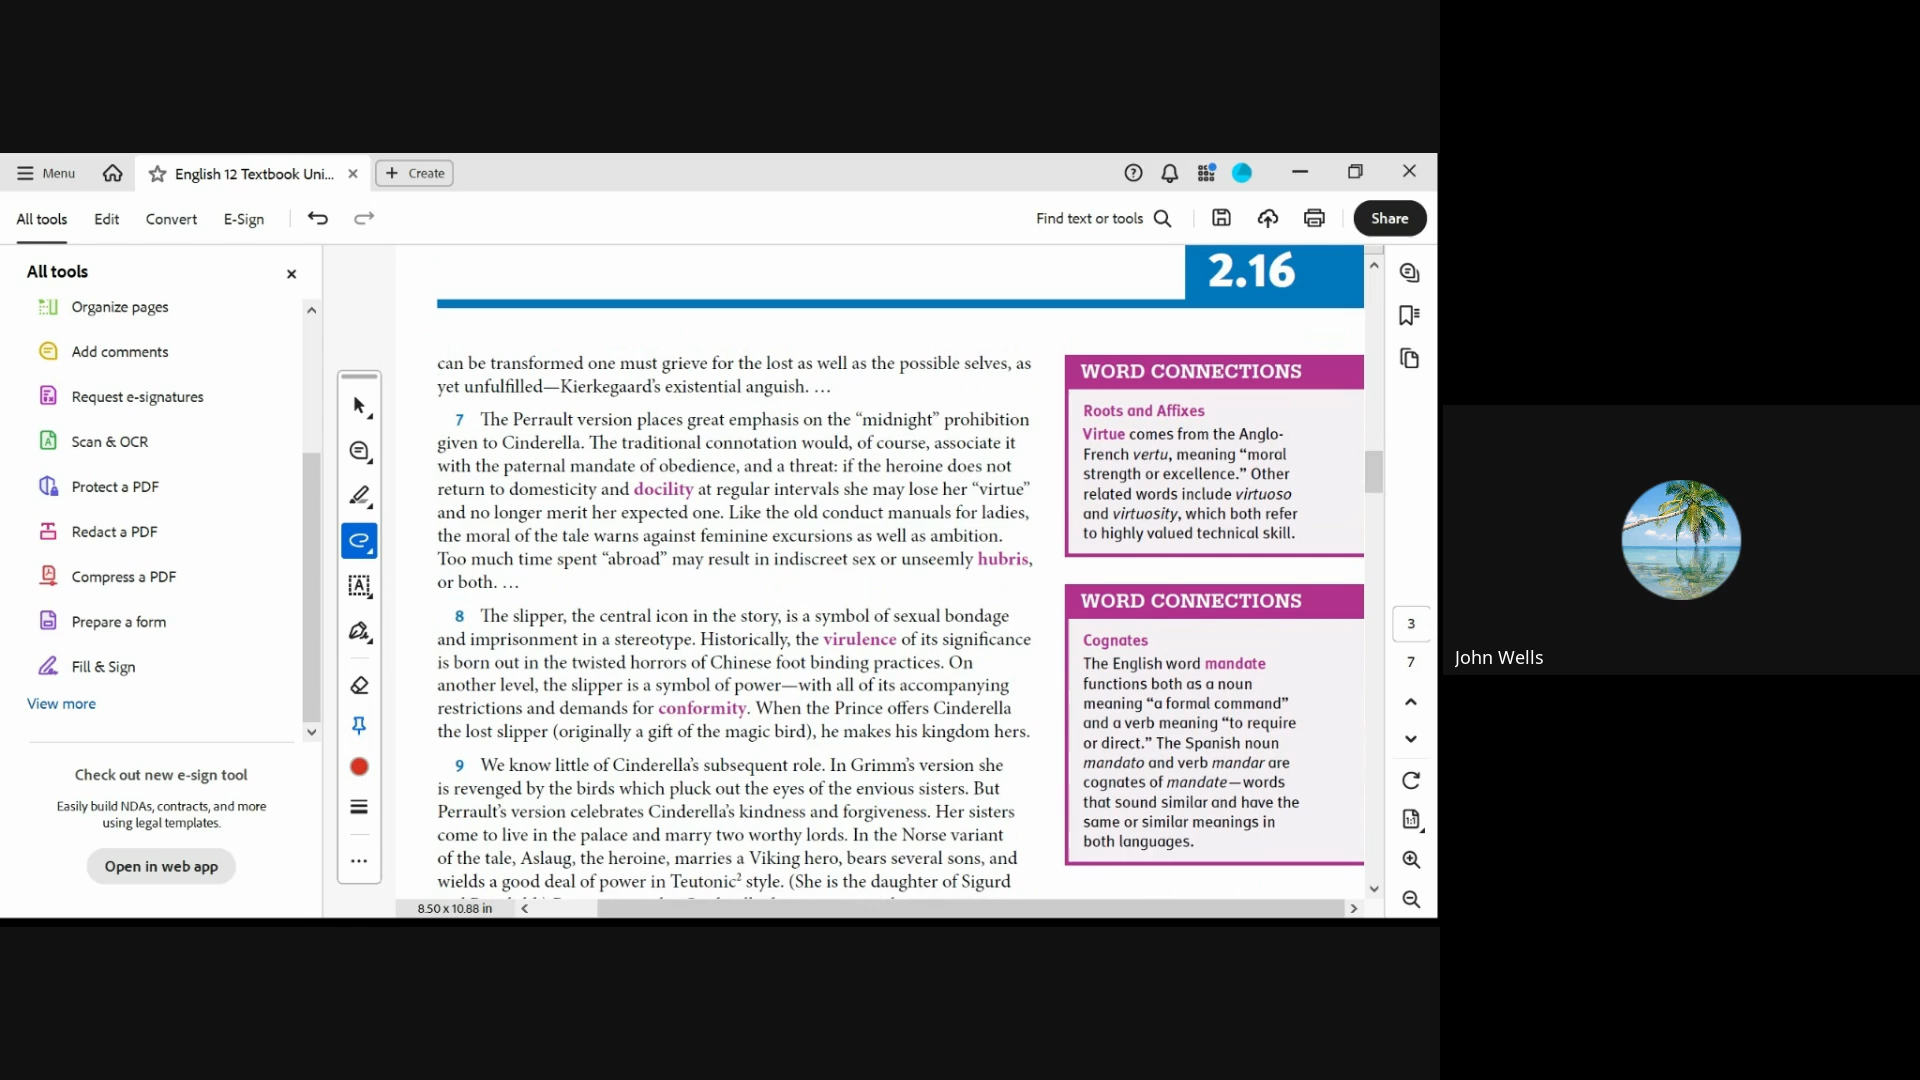 Menu
English 12 Textbook Uni...
Create
All tools
Edit
Convert
E-Sign
Find text or tools
Share
All tools
Organize pages
Add comments
Request e-signatures
Scan & OCR
Protect a PDF
Redact a PDF
Compress a PDF
Prepare a form
Fill & Sign
View more
Check out new e-sign tool
Easily build NDAs, contracts, and more
using legal templates.
Open in web app
2.16
can be transformed one must grieve for the lost as well as the possible selves, as
yet unfulfilled—Kierkegaard's existential anguish. …
7 The Perrault version places great emphasis on the “midnight” prohibition
given to Cinderella. The traditional connotation would, of course, associate it
with the paternal mandate of obedience, and a threat: if the heroine does not
return to domesticity and docility at regular intervals she may lose her “virtue”
and no longer merit her expected one. Like the old conduct manuals for ladies,
the moral of the tale warns against feminine excursions as well as ambition.
Too much time spent “abroad” may result in indiscreet sex or unseemly hubris,
or both. …
8 The slipper, the central icon in the story, is a symbol of sexual bondage
and imprisonment in a stereotype. Historically, the virulence of its significance
is born out in the twisted horrors of Chinese foot binding practices. On
another level, the slipper is a symbol of power—with all of its accompanying
restrictions and demands for conformity. When the Prince offers Cinderella
the lost slipper (originally a gift of the magic bird), he makes his kingdom hers.
9 We know little of Cinderella's subsequent role. In Grimm's version she
is revenged by the birds which pluck out the eyes of the envious sisters. But
Perrault's version celebrates Cinderella's kindness and forgiveness. Her sisters
come to live in the palace and marry two worthy lords. In the Norse variant
of the tale, Aslaug, the heroine, marries a Viking hero, bears several sons, and
wields a good deal of power in Teutonic² style. (She is the daughter of Sigurd
WORD CONNECTIONS
Roots and Affixes
Virtue comes from the Anglo-
French vertu, meaning “moral
strength or excellence.” Other
related words include virtuoso
and virtuosity, which both refer
to highly valued technical skill.
WORD CONNECTIONS
Cognates
The English word mandate
functions both as a noun
meaning “a formal command”
and a verb meaning “to require
or direct.” The Spanish noun
mandato and verb mandar are
cognates of mandate—words
that sound similar and have the
same or similar meanings in
both languages.
3
7
1:1
8.50 x 10.88 in
John Wells